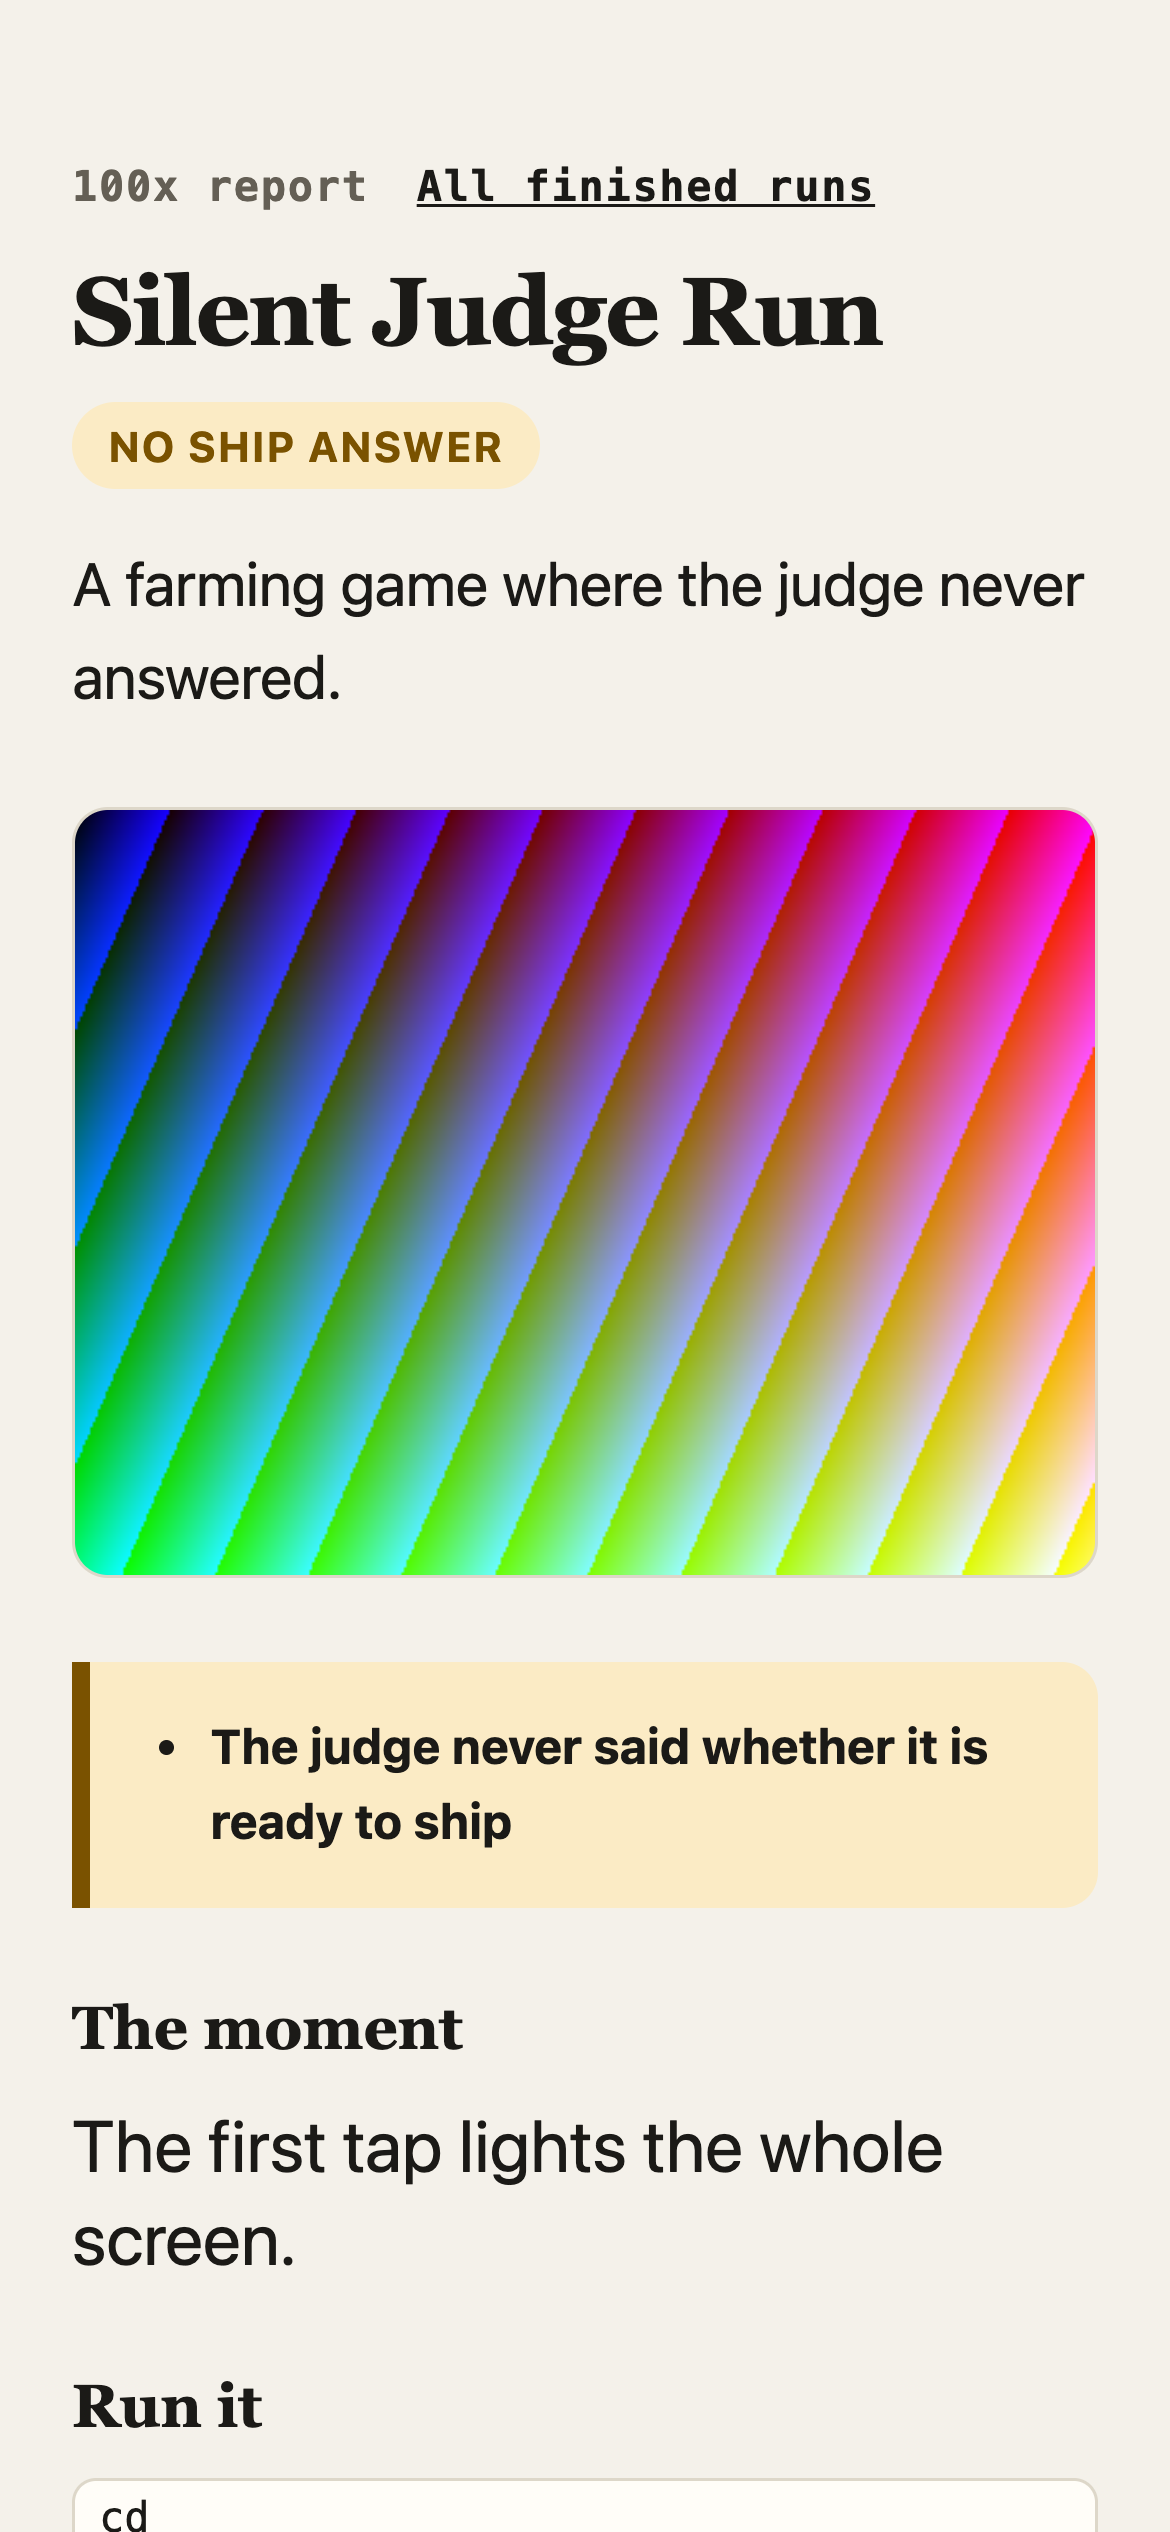 100x report All finished runs
Silent Judge Run
NO SHIP ANSWER
A farming game where the judge never
answered.
• The judge never said whether it is
ready to ship
The moment
The first tap lights the whole
screen.
Run it
cd